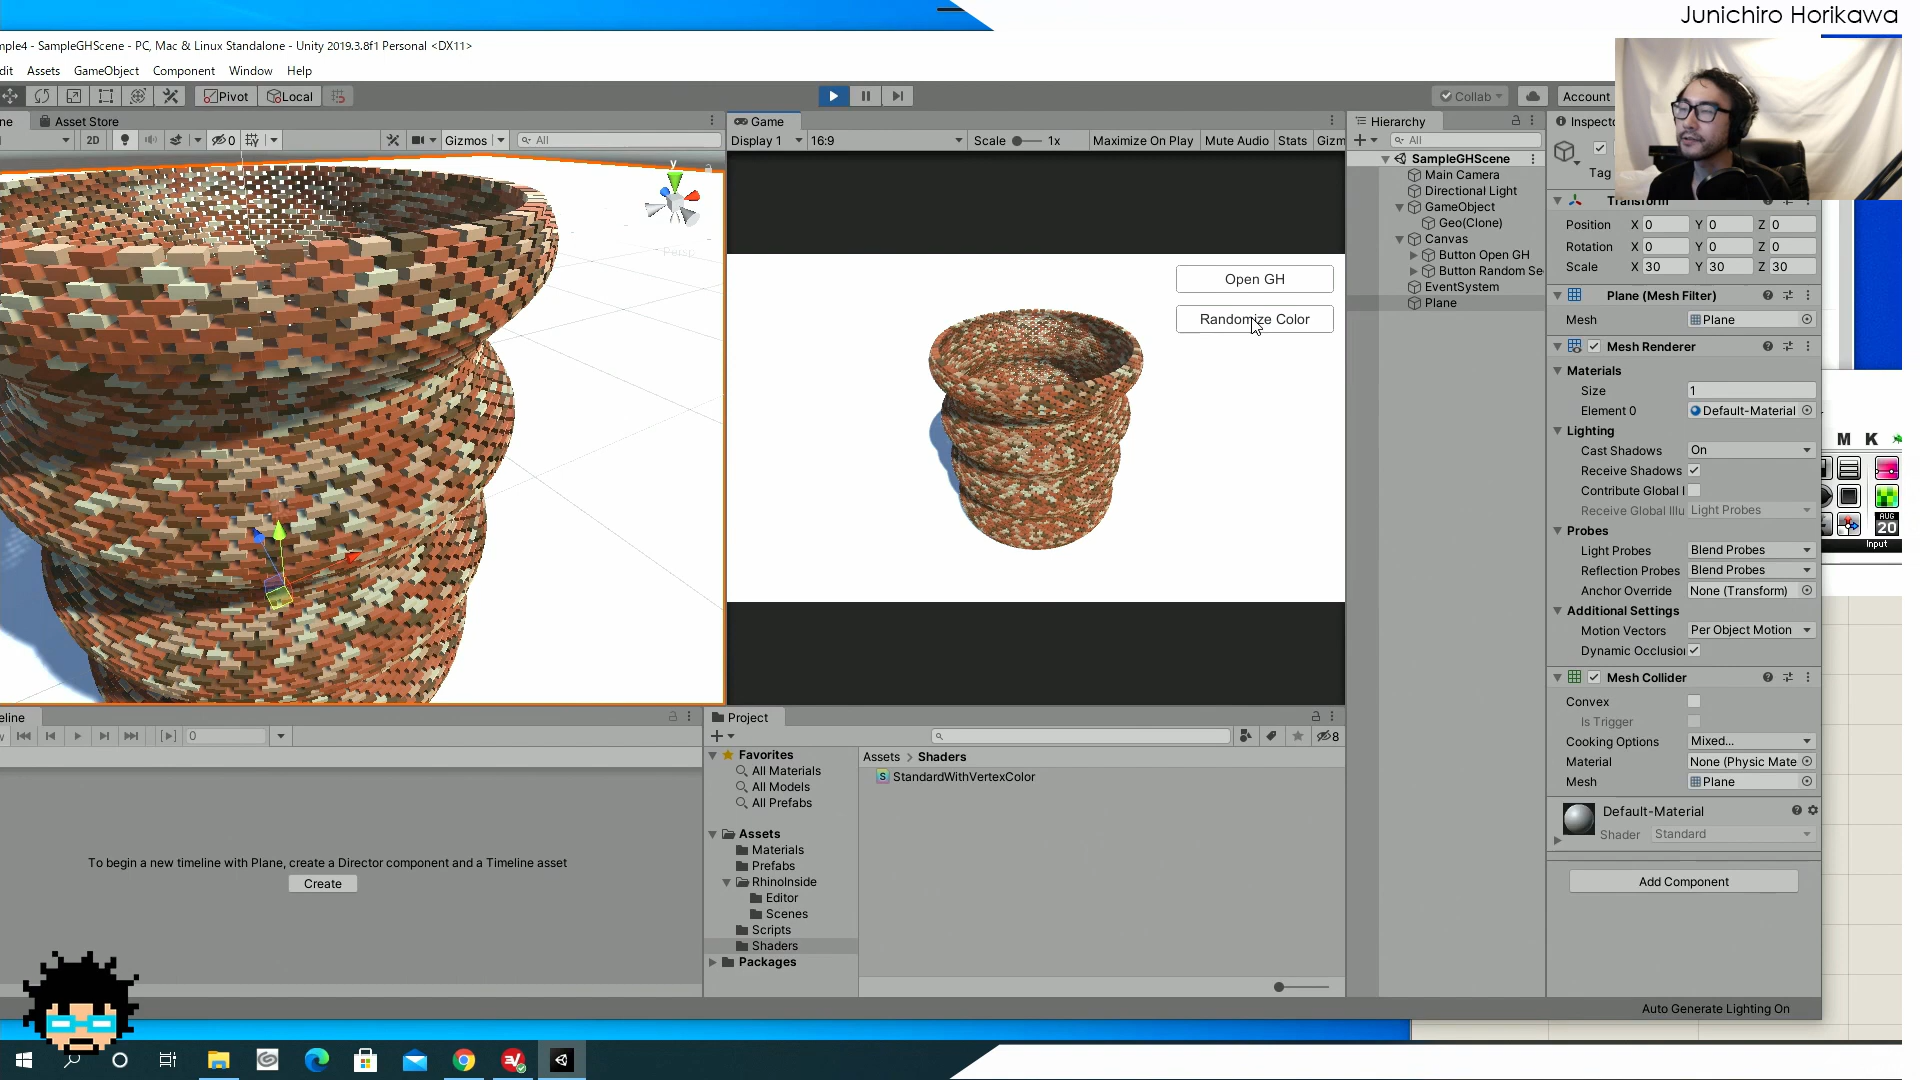 Junichiro Horikawa
mple4 - SampleGHScene - PC, Mac & Linux Standalone - Unity 2019.3.8f1 Personal <DX11>
dit Assets GameObject Component Window Help
Pivot Local Collab Account
ne Asset Store Game Hierarchy Inspecto
2D 0 Gizmos All Display 1 16:9 Scale 1x Maximize On Play Mute Audio Stats Gizm All
y
Persp
Open GH
Randomize Color
SampleGHScene
Main Camera
Directional Light
GameObject
Geo(Clone)
Canvas
Button Open GH
Button Random Se
EventSystem
Plane
Tag
Transform
Position X 0 Y 0 Z 0
Rotation X 0 Y 0 Z 0
Scale X 30 Y 30 Z 30
Plane (Mesh Filter)
Mesh Plane
Mesh Renderer
Materials
Size 1
Element 0 Default-Material
Lighting
Cast Shadows On
Receive Shadows
Contribute Global I
Receive Global Illu Light Probes
Probes
Light Probes Blend Probes
Reflection Probes Blend Probes
Anchor Override None (Transform)
Additional Settings
Motion Vectors Per Object Motion
Dynamic Occlusion
Mesh Collider
Convex
Is Trigger
Cooking Options Mixed...
Material None (Physic Mate
Mesh Plane
Default-Material
Shader Standard
Add Component
Auto Generate Lighting On
M K
AUG
20
Input
eline
0
To begin a new timeline with Plane, create a Director component and a Timeline asset
Create
Project
8
Favorites
All Materials
All Models
All Prefabs
Assets
Materials
Prefabs
RhinoInside
Editor
Scenes
Scripts
Shaders
Packages
Assets > Shaders
StandardWithVertexColor